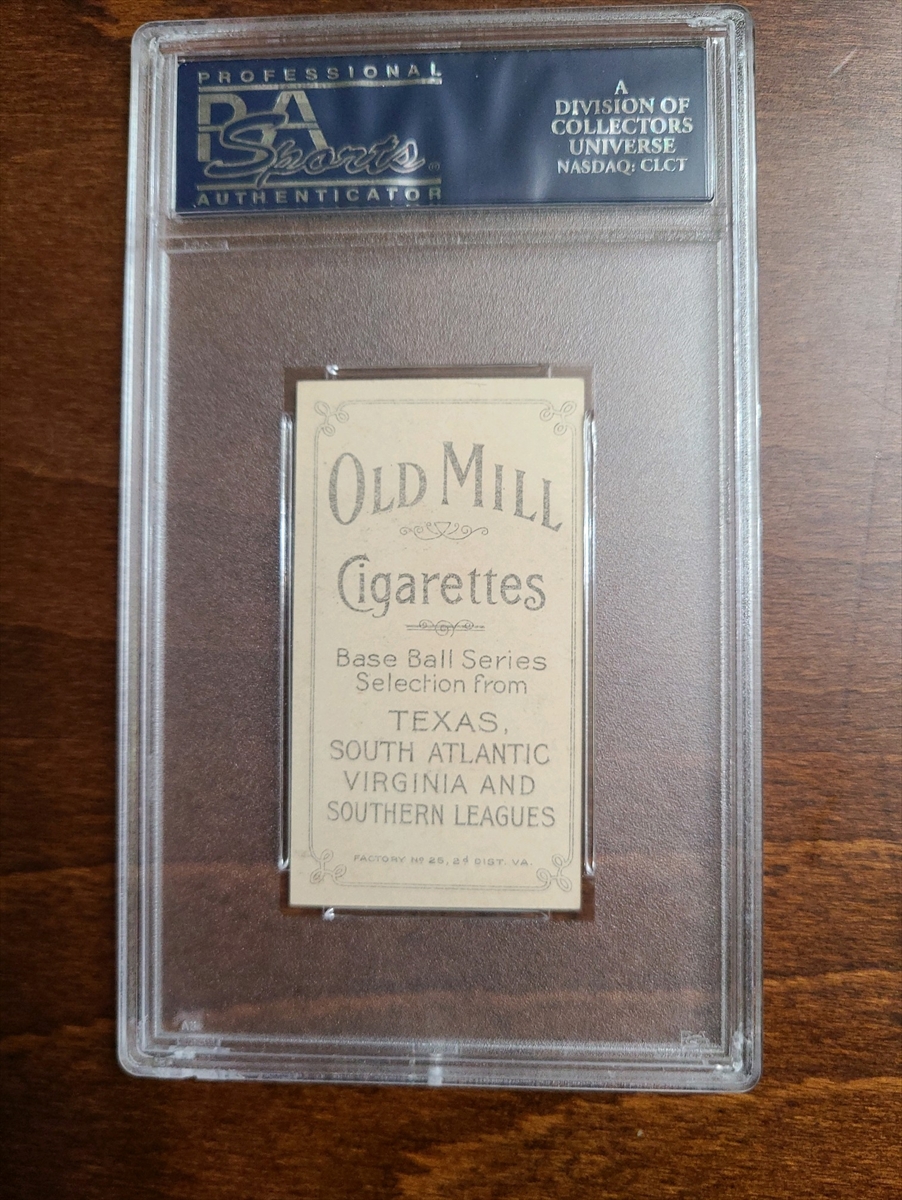 PROFESSIONAL
PSA
Sports
AUTHENTICATOR
A
DIVISION OF
COLLECTORS
UNIVERSE
NASDAQ: CLCT
OLD MILL
Cigarettes
Base Ball Series
Selection from
TEXAS,
SOUTH ATLANTIC
VIRGINIA AND
SOUTHERN LEAGUES
FACTORY Nº 25, 2d DIST. VA.